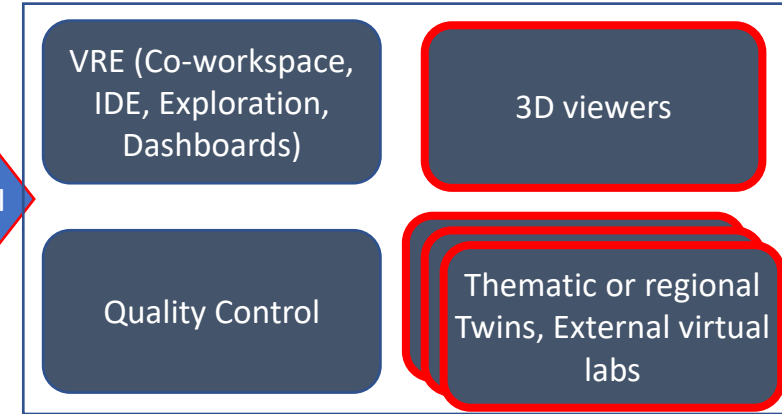 VRE (Co-workspace,
IDE, Exploration,
Dashboards)
3D viewers
Quality Control
Thematic or regional
Twins, External virtual
labs